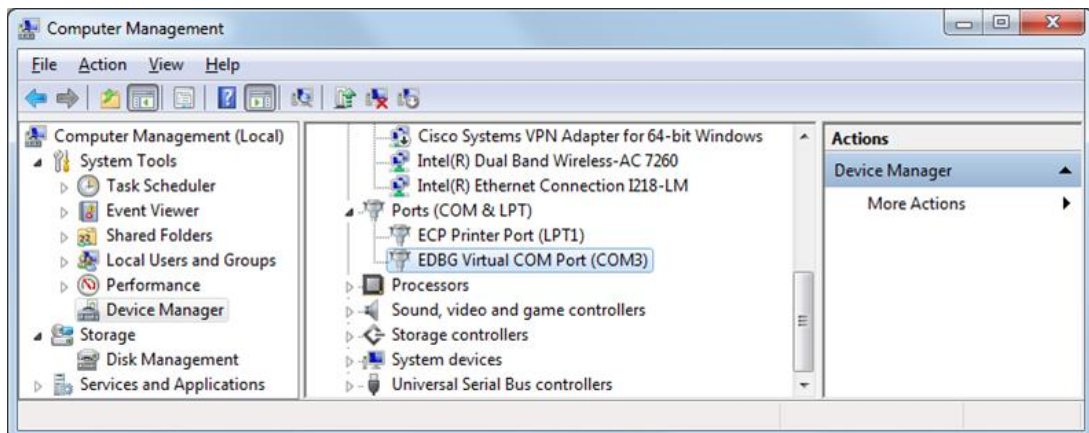 Computer Management
File Action View Help
Computer Management (Local)
System Tools
Task Scheduler
Event Viewer
Shared Folders
Local Users and Groups
Performance
Device Manager
Storage
Disk Management
Services and Applications
Cisco Systems VPN Adapter for 64-bit Windows
Intel(R) Dual Band Wireless-AC 7260
Intel(R) Ethernet Connection I218-LM
Ports (COM & LPT)
ECP Printer Port (LPT1)
EDBG Virtual COM Port (COM3)
Processors
Sound, video and game controllers
Storage controllers
System devices
Universal Serial Bus controllers
Actions
Device Manager
More Actions